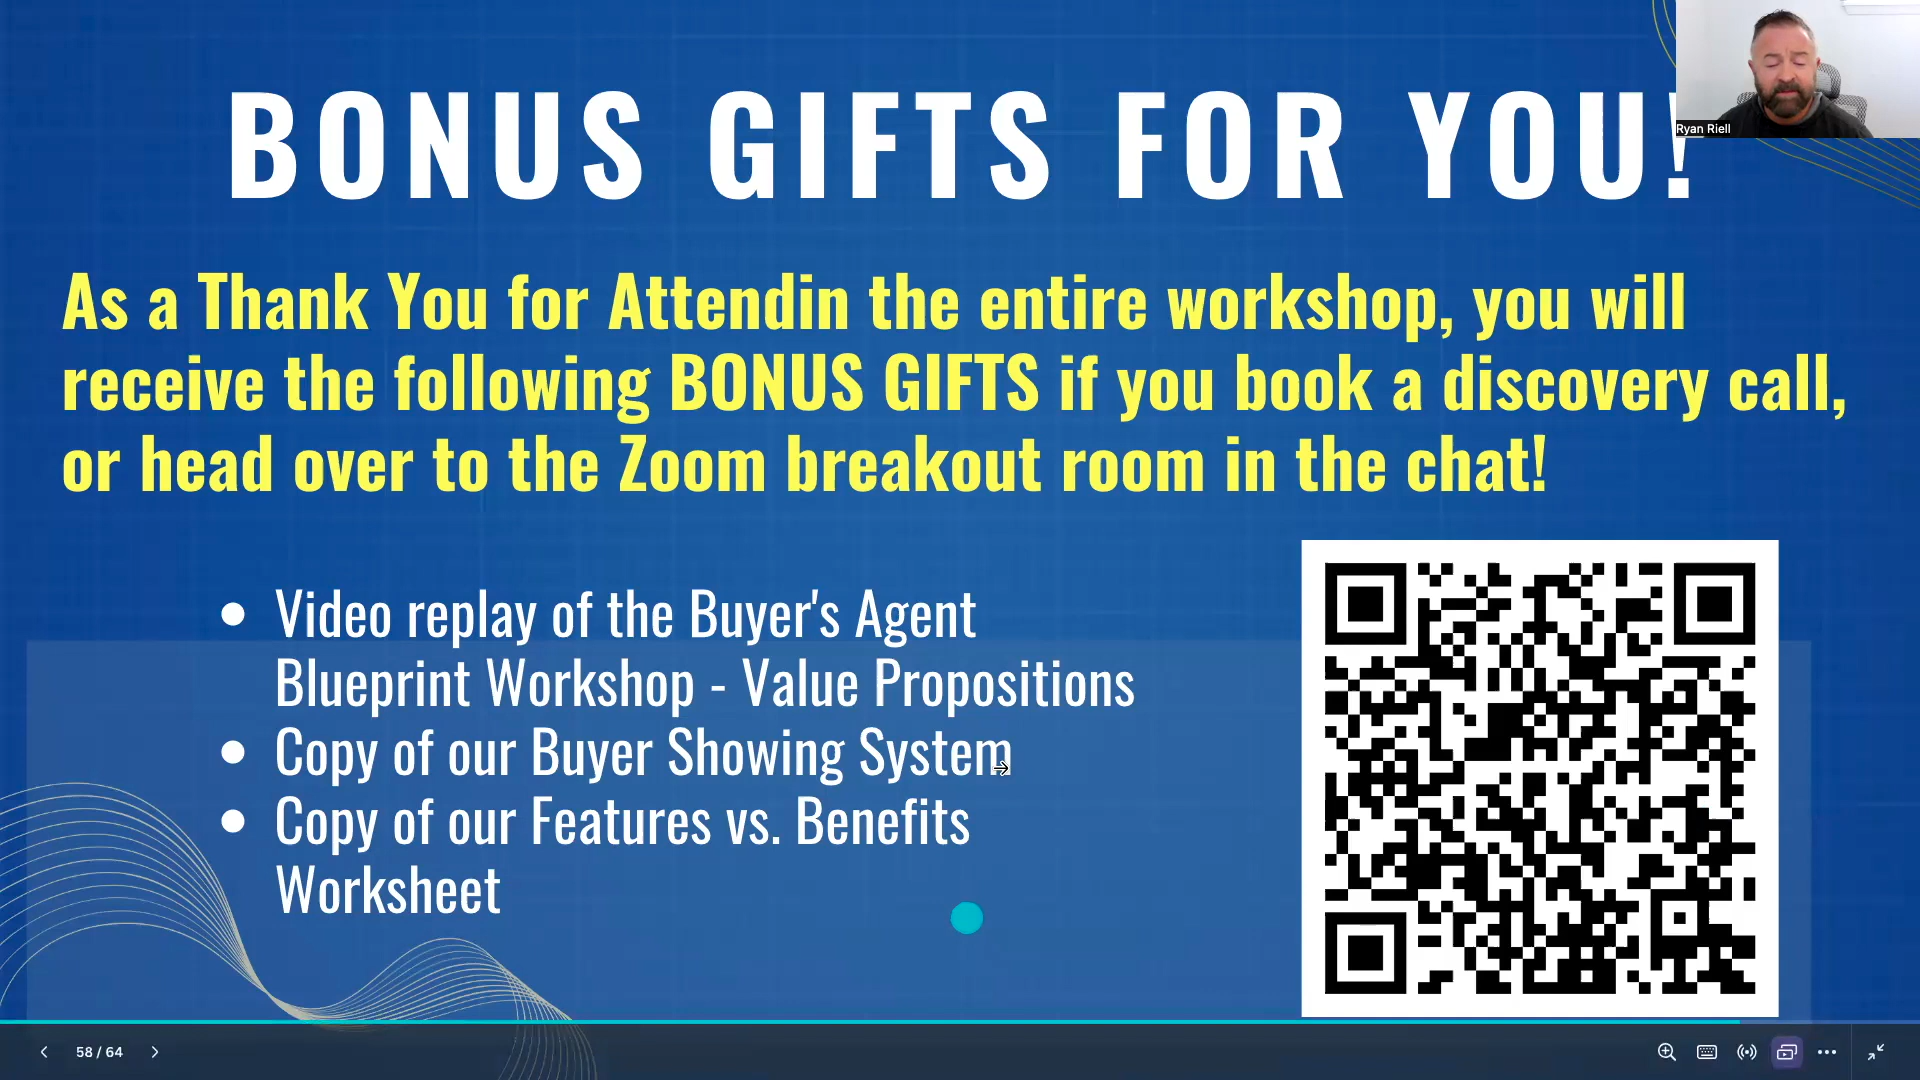 BONUS GIFTS FOR YOU!
Ryan Riell
As a Thank You for Attendin the entire workshop, you will
receive the following BONUS GIFTS if you book a discovery call,
or head over to the Zoom breakout room in the chat!
• Video replay of the Buyer's Agent
Blueprint Workshop - Value Propositions
• Copy of our Buyer Showing System
• Copy of our Features vs. Benefits
Worksheet
58 / 64